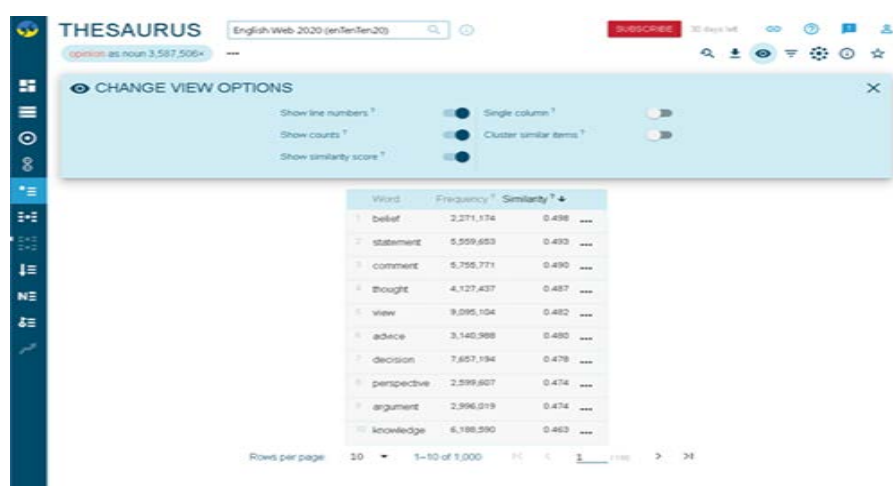 THESAURUS English Web 2020 (enTenTen20) SUBSCRIBE 30 days left
opinion as noun 3,587,506×
CHANGE VIEW OPTIONS
Show line numbers ? Single column ?
Show counts ? Cluster similar items ?
Show similarity score ?
Word Frequency ? Similarity ? ↓
1 belief 2,271,174 0.498 •••
2 statement 5,559,653 0.493 •••
3 comment 5,755,771 0.490 •••
4 thought 4,127,437 0.487 •••
5 view 9,095,104 0.482 •••
6 advice 3,140,988 0.480 •••
7 decision 7,657,194 0.478 •••
8 perspective 2,599,607 0.474 •••
9 argument 2,996,019 0.474 •••
10 knowledge 6,188,590 0.463 •••
Rows per page: 10 1–10 of 1,000 1